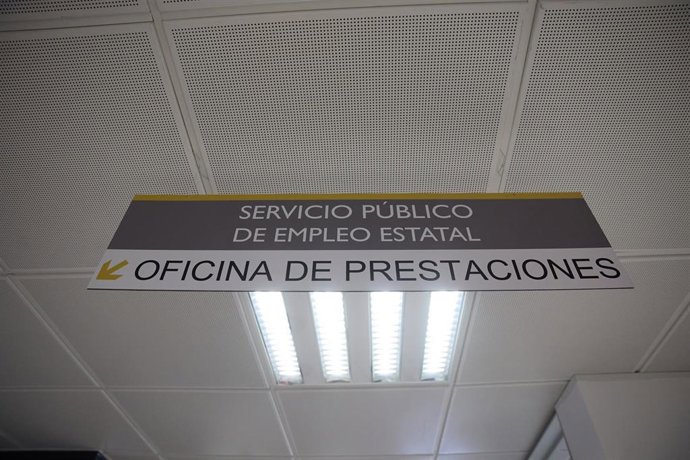 SERVICIO PÚBLICO
DE EMPLEO ESTATAL
OFICINA DE PRESTACIONES